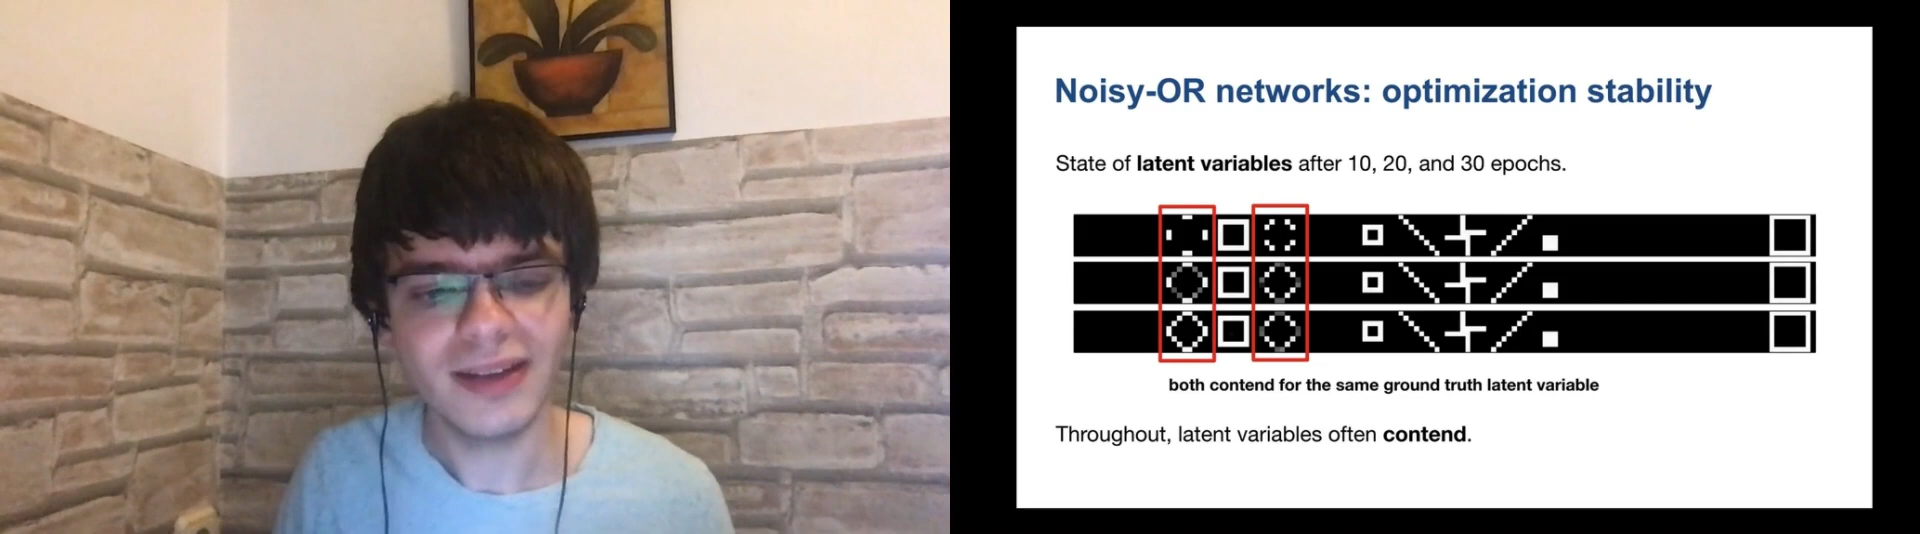 Noisy-OR networks: optimization stability
State of latent variables after 10, 20, and 30 epochs.
both contend for the same ground truth latent variable
Throughout, latent variables often contend.